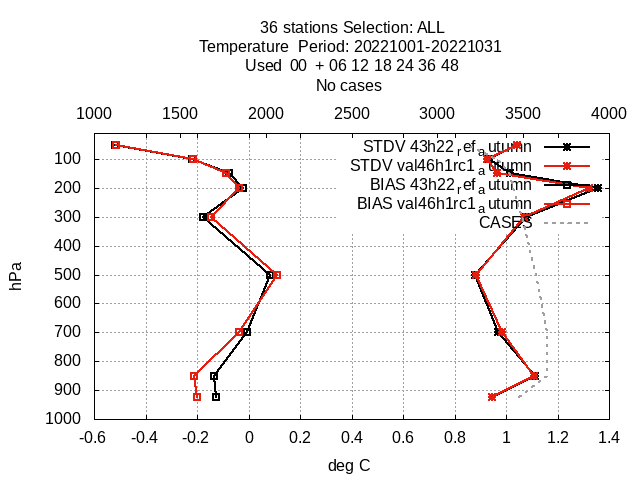 36 stations Selection: ALL
Temperature Period: 20221001-20221031
Used 00 + 06 12 18 24 36 48
No cases
1000 1500 2000 2500 3000 3500 4000
STDV 43h22_ref_autumn
STDV val46h1rc1_autumn
BIAS 43h22_ref_autumn
BIAS val46h1rc1_autumn
CASES
hPa
100
200
300
400
500
600
700
800
900
1000
-0.6 -0.4 -0.2 0 0.2 0.4 0.6 0.8 1 1.2 1.4
deg C